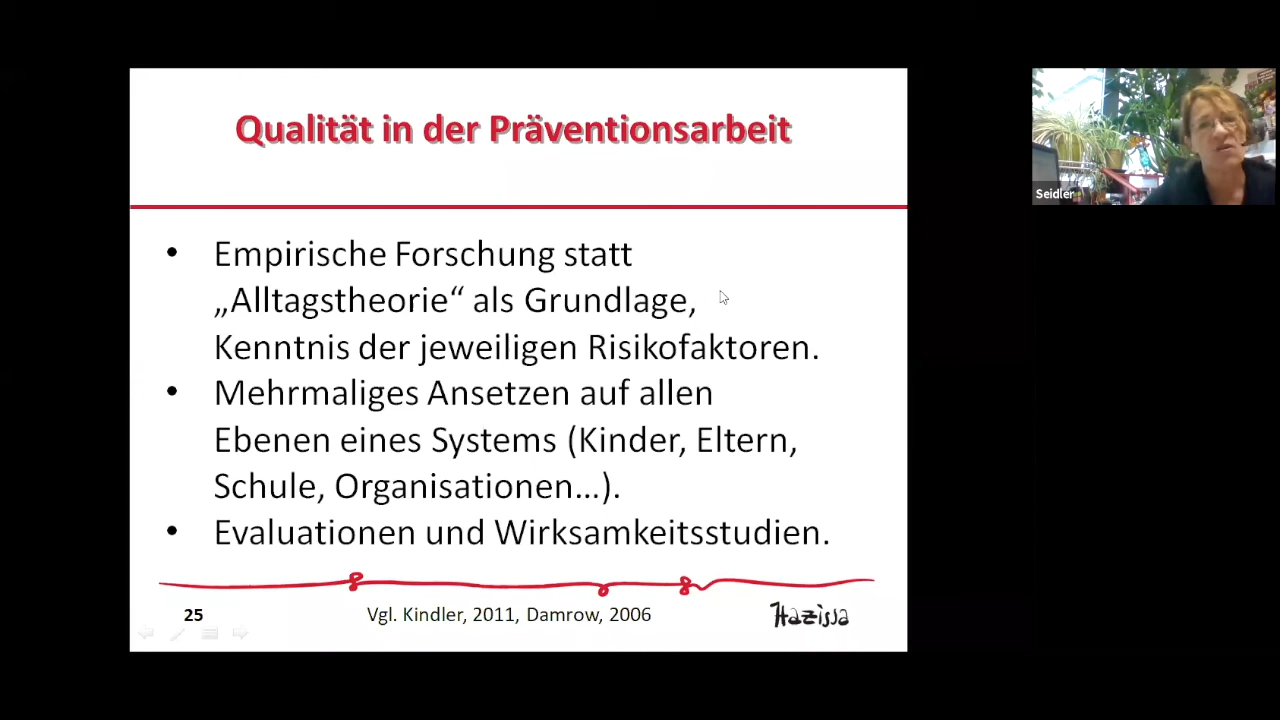 Qualität in der Präventionsarbeit
• Empirische Forschung statt
„Alltagstheorie“ als Grundlage,
Kenntnis der jeweiligen Risikofaktoren.
• Mehrmaliges Ansetzen auf allen
Ebenen eines Systems (Kinder, Eltern,
Schule, Organisationen…).
• Evaluationen und Wirksamkeitsstudien.
25
Vgl. Kindler, 2011, Damrow, 2006
Hazissa
Seidler